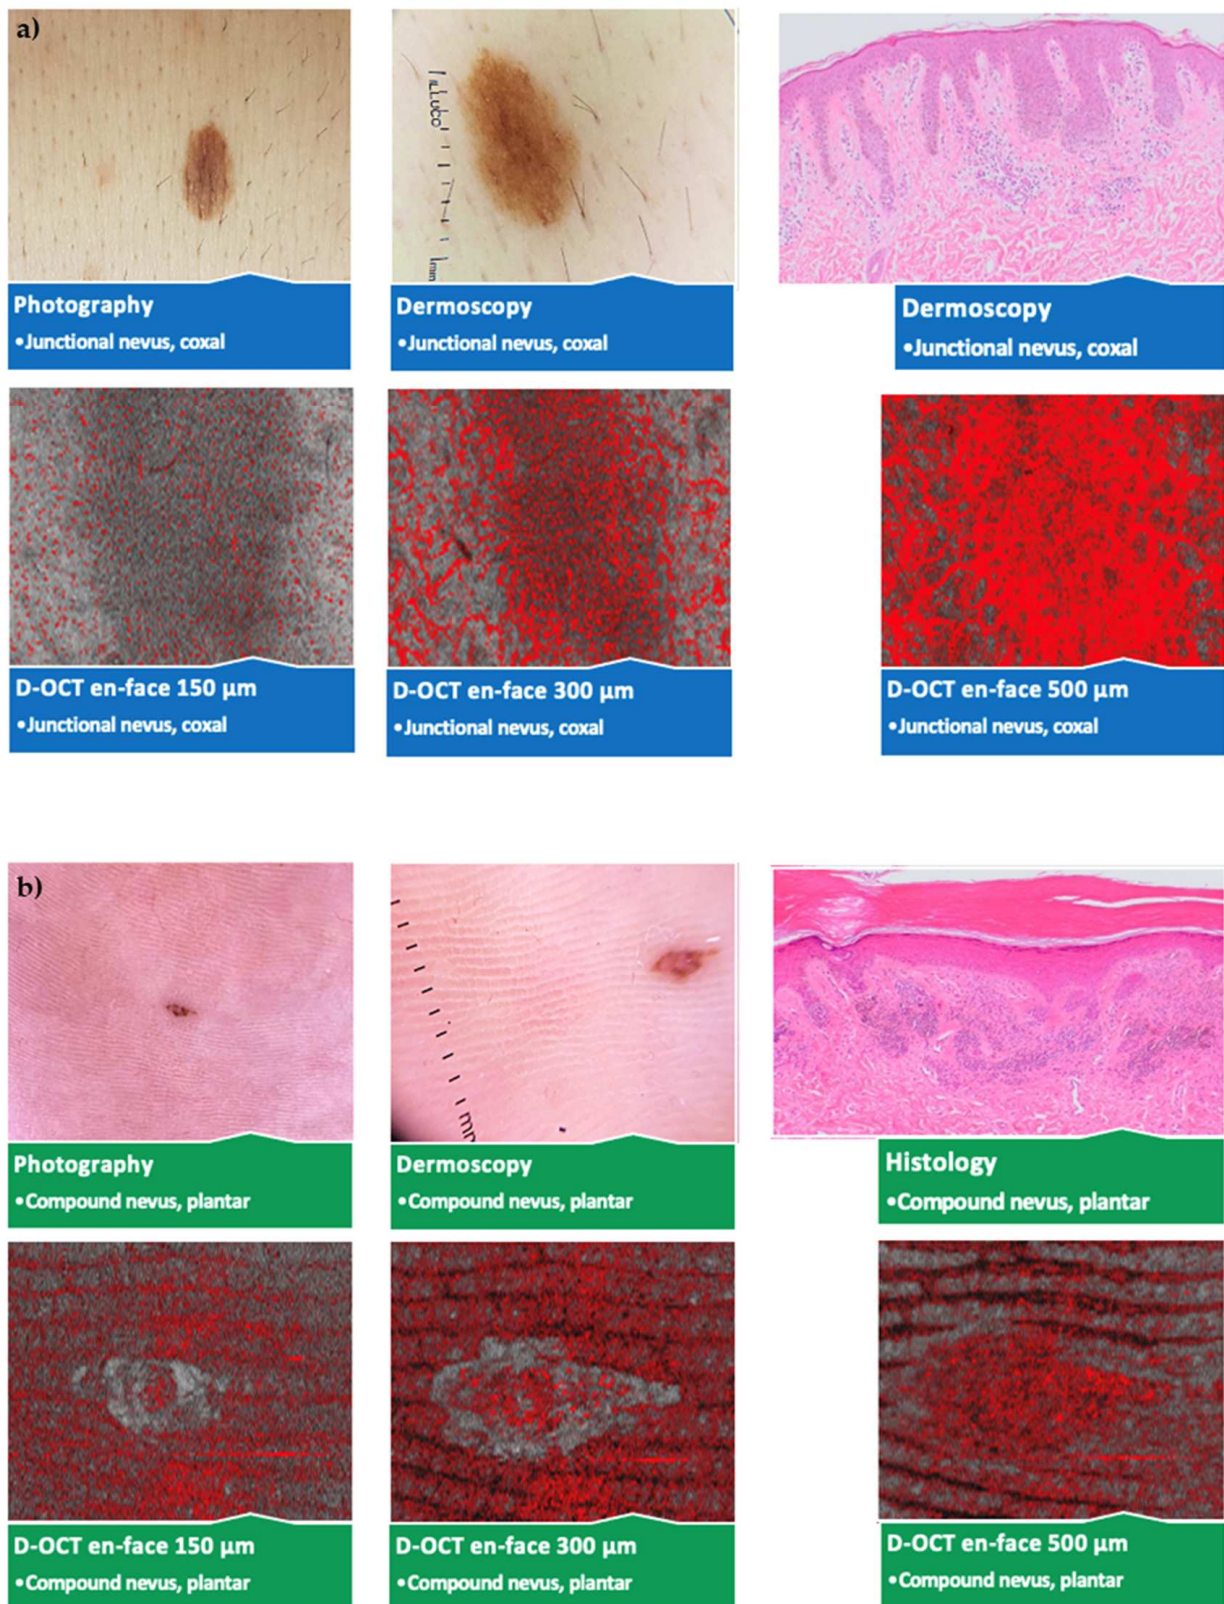 a)
ILLUCO
1mm
Photography
•Junctional nevus, coxal
Dermoscopy
•Junctional nevus, coxal
Dermoscopy
•Junctional nevus, coxal
D-OCT en-face 150 µm
•Junctional nevus, coxal
D-OCT en-face 300 µm
•Junctional nevus, coxal
D-OCT en-face 500 µm
•Junctional nevus, coxal
b)
Photography
•Compound nevus, plantar
Dermoscopy
•Compound nevus, plantar
Histology
•Compound nevus, plantar
D-OCT en-face 150 µm
•Compound nevus, plantar
D-OCT en-face 300 µm
•Compound nevus, plantar
D-OCT en-face 500 µm
•Compound nevus, plantar